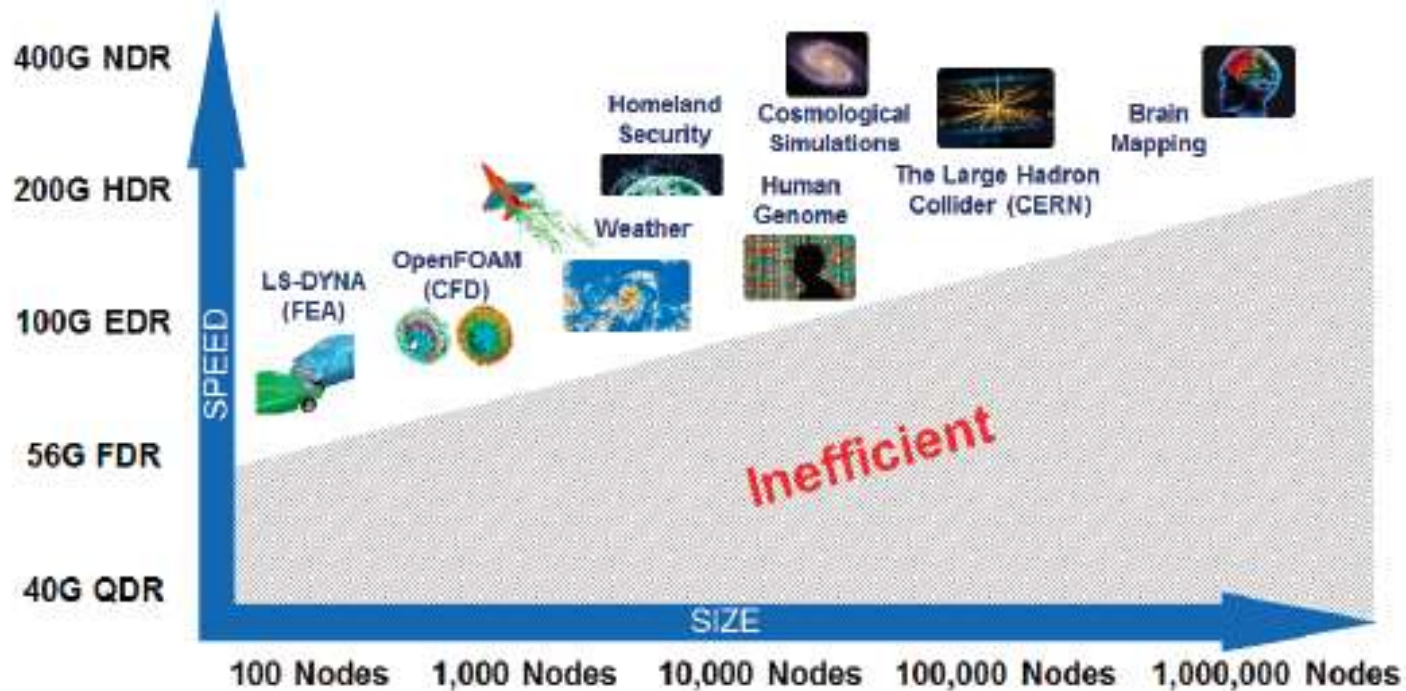 400G NDR
200G HDR
100G EDR
56G FDR
40G QDR
SPEED
LS-DYNA
(FEA)
OpenFOAM
(CFD)
Weather
Homeland
Security
Human
Genome
Cosmological
Simulations
The Large Hadron
Collider (CERN)
Brain
Mapping
Inefficient
SIZE
100 Nodes
1,000 Nodes
10,000 Nodes
100,000 Nodes
1,000,000 Nodes